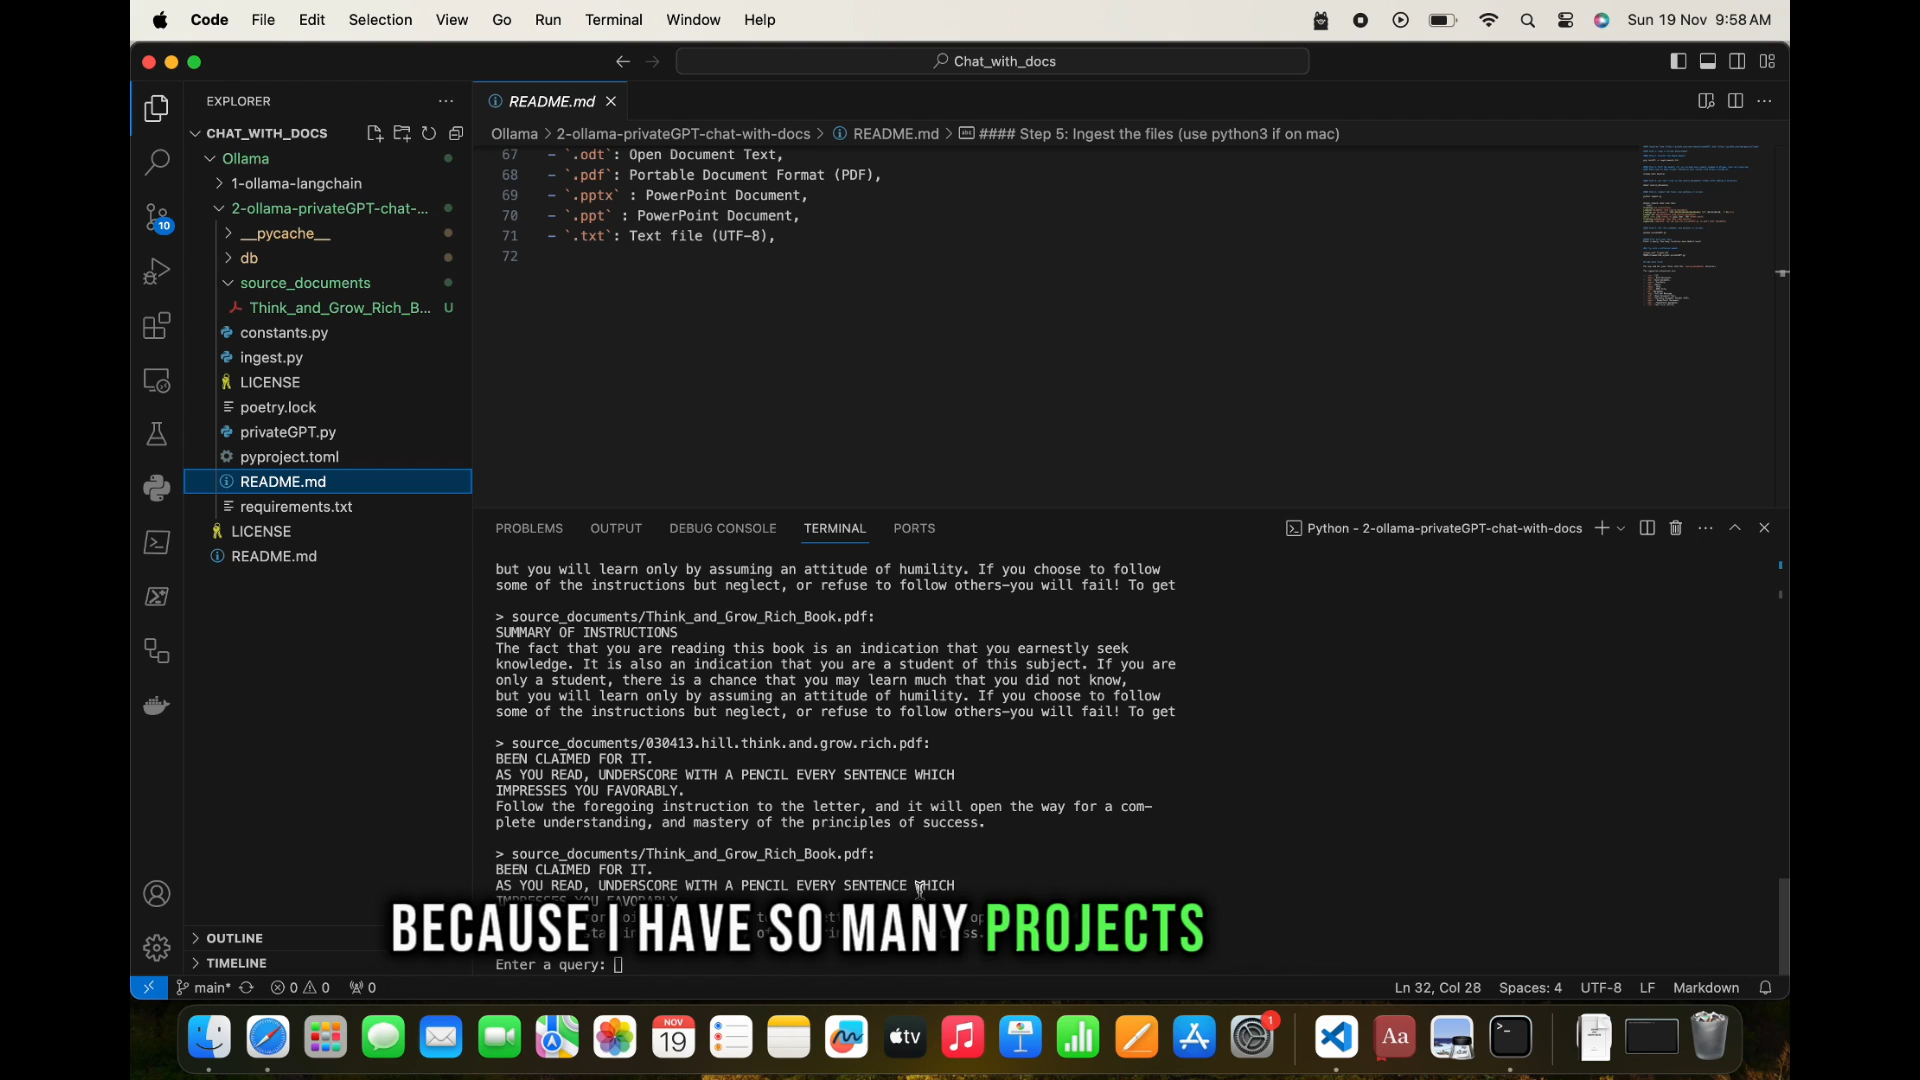 Code File Edit Selection View Go Run Terminal Window Help
Sun 19 Nov 9:58 AM
Chat_with_docs
EXPLORER
CHAT_WITH_DOCS
Ollama
1-ollama-langchain
2-ollama-privateGPT-chat-...
__pycache__
db
source_documents
Think_and_Grow_Rich_B... U
constants.py
ingest.py
LICENSE
poetry.lock
privateGPT.py
pyproject.toml
README.md
requirements.txt
LICENSE
README.md
OUTLINE
TIMELINE
10
README.md
Ollama > 2-ollama-privateGPT-chat-with-docs > README.md > #### Step 5: Ingest the files (use python3 if on mac)
67 - `.odt`: Open Document Text,
68 - `.pdf`: Portable Document Format (PDF),
69 - `.pptx` : PowerPoint Document,
70 - `.ppt` : PowerPoint Document,
71 - `.txt`: Text file (UTF-8),
72
PROBLEMS OUTPUT DEBUG CONSOLE TERMINAL PORTS
Python - 2-ollama-privateGPT-chat-with-docs
but you will learn only by assuming an attitude of humility. If you choose to follow
some of the instructions but neglect, or refuse to follow others-you will fail! To get
> source_documents/Think_and_Grow_Rich_Book.pdf:
SUMMARY OF INSTRUCTIONS
The fact that you are reading this book is an indication that you earnestly seek
knowledge. It is also an indication that you are a student of this subject. If you are
only a student, there is a chance that you may learn much that you did not know,
but you will learn only by assuming an attitude of humility. If you choose to follow
some of the instructions but neglect, or refuse to follow others-you will fail! To get
> source_documents/030413.hill.think.and.grow.rich.pdf:
BEEN CLAIMED FOR IT.
AS YOU READ, UNDERSCORE WITH A PENCIL EVERY SENTENCE WHICH
IMPRESSES YOU FAVORABLY.
Follow the foregoing instruction to the letter, and it will open the way for a com-
plete understanding, and mastery of the principles of success.
> source_documents/Think_and_Grow_Rich_Book.pdf:
BEEN CLAIMED FOR IT.
AS YOU READ, UNDERSCORE WITH A PENCIL EVERY SENTENCE WHICH
IMPRESSES YOU FAVORABLY.
BECAUSE I HAVE SO MANY PROJECTS
Enter a query:
main* 0 0 0
Ln 32, Col 28 Spaces: 4 UTF-8 LF Markdown
NOV
19
tv
1
Aa